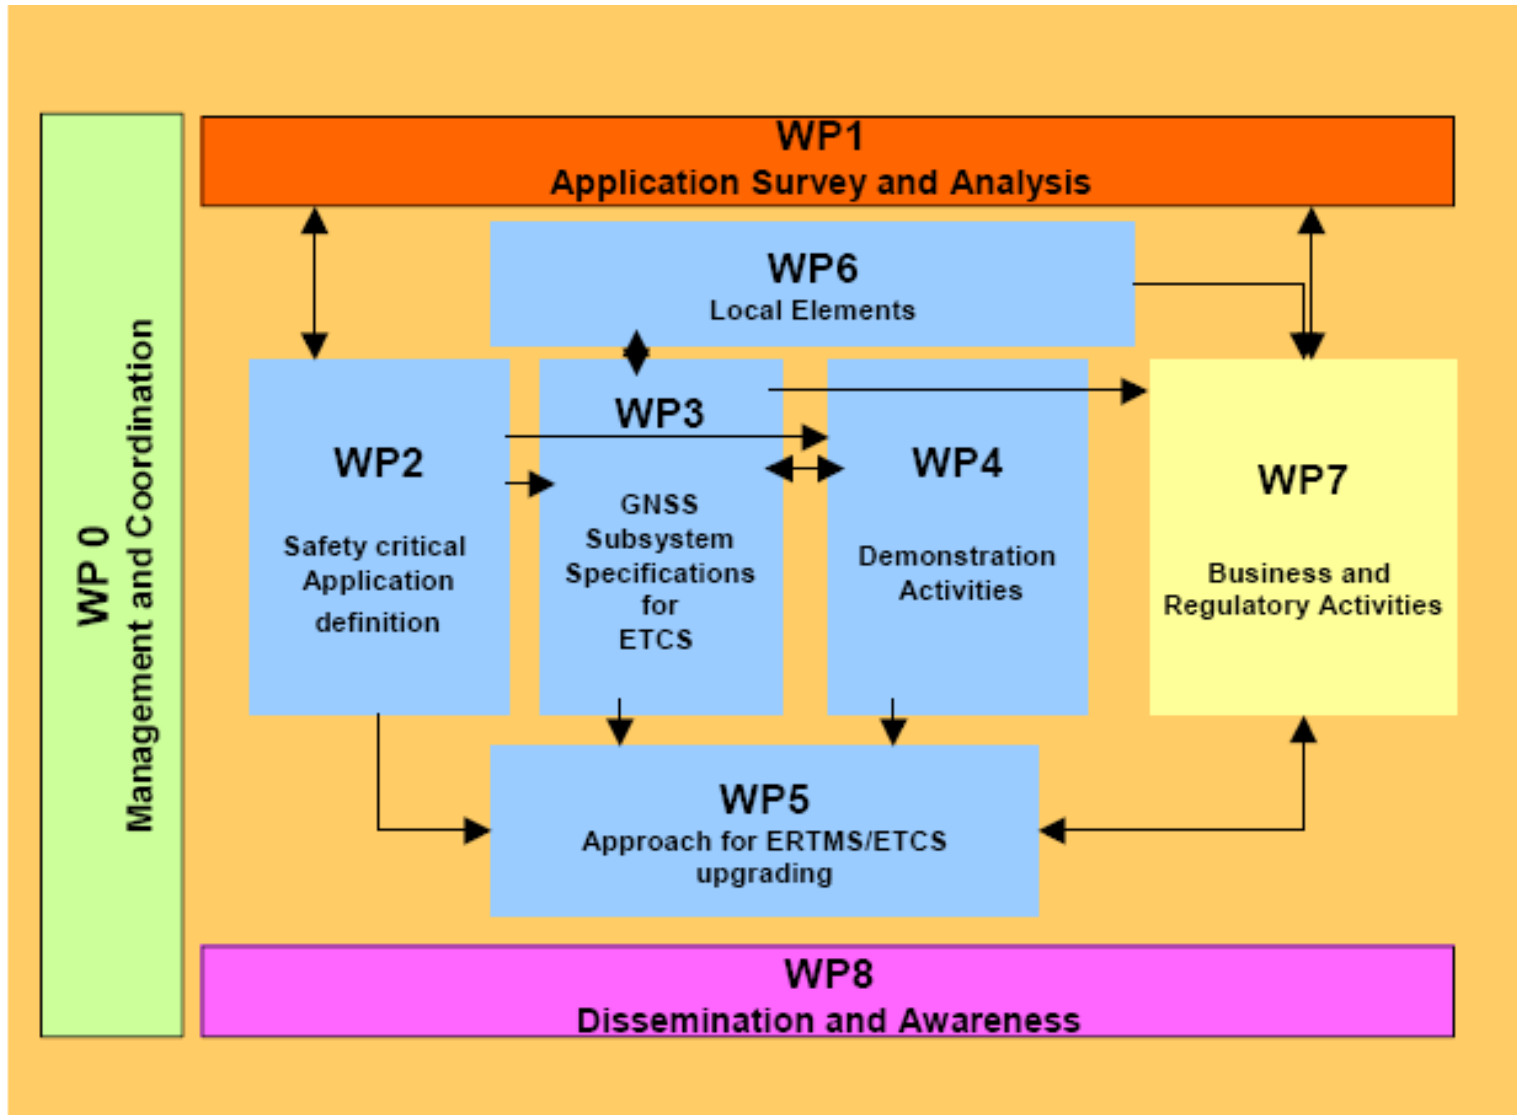 WP 0
Management and Coordination
WP1
Application Survey and Analysis
WP6
Local Elements
WP2
Safety critical
Application
definition
WP3
GNSS
Subsystem
Specifications
for
ETCS
WP4
Demonstration
Activities
WP7
Business and
Regulatory Activities
WP5
Approach for ERTMS/ETCS
upgrading
WP8
Dissemination and Awareness